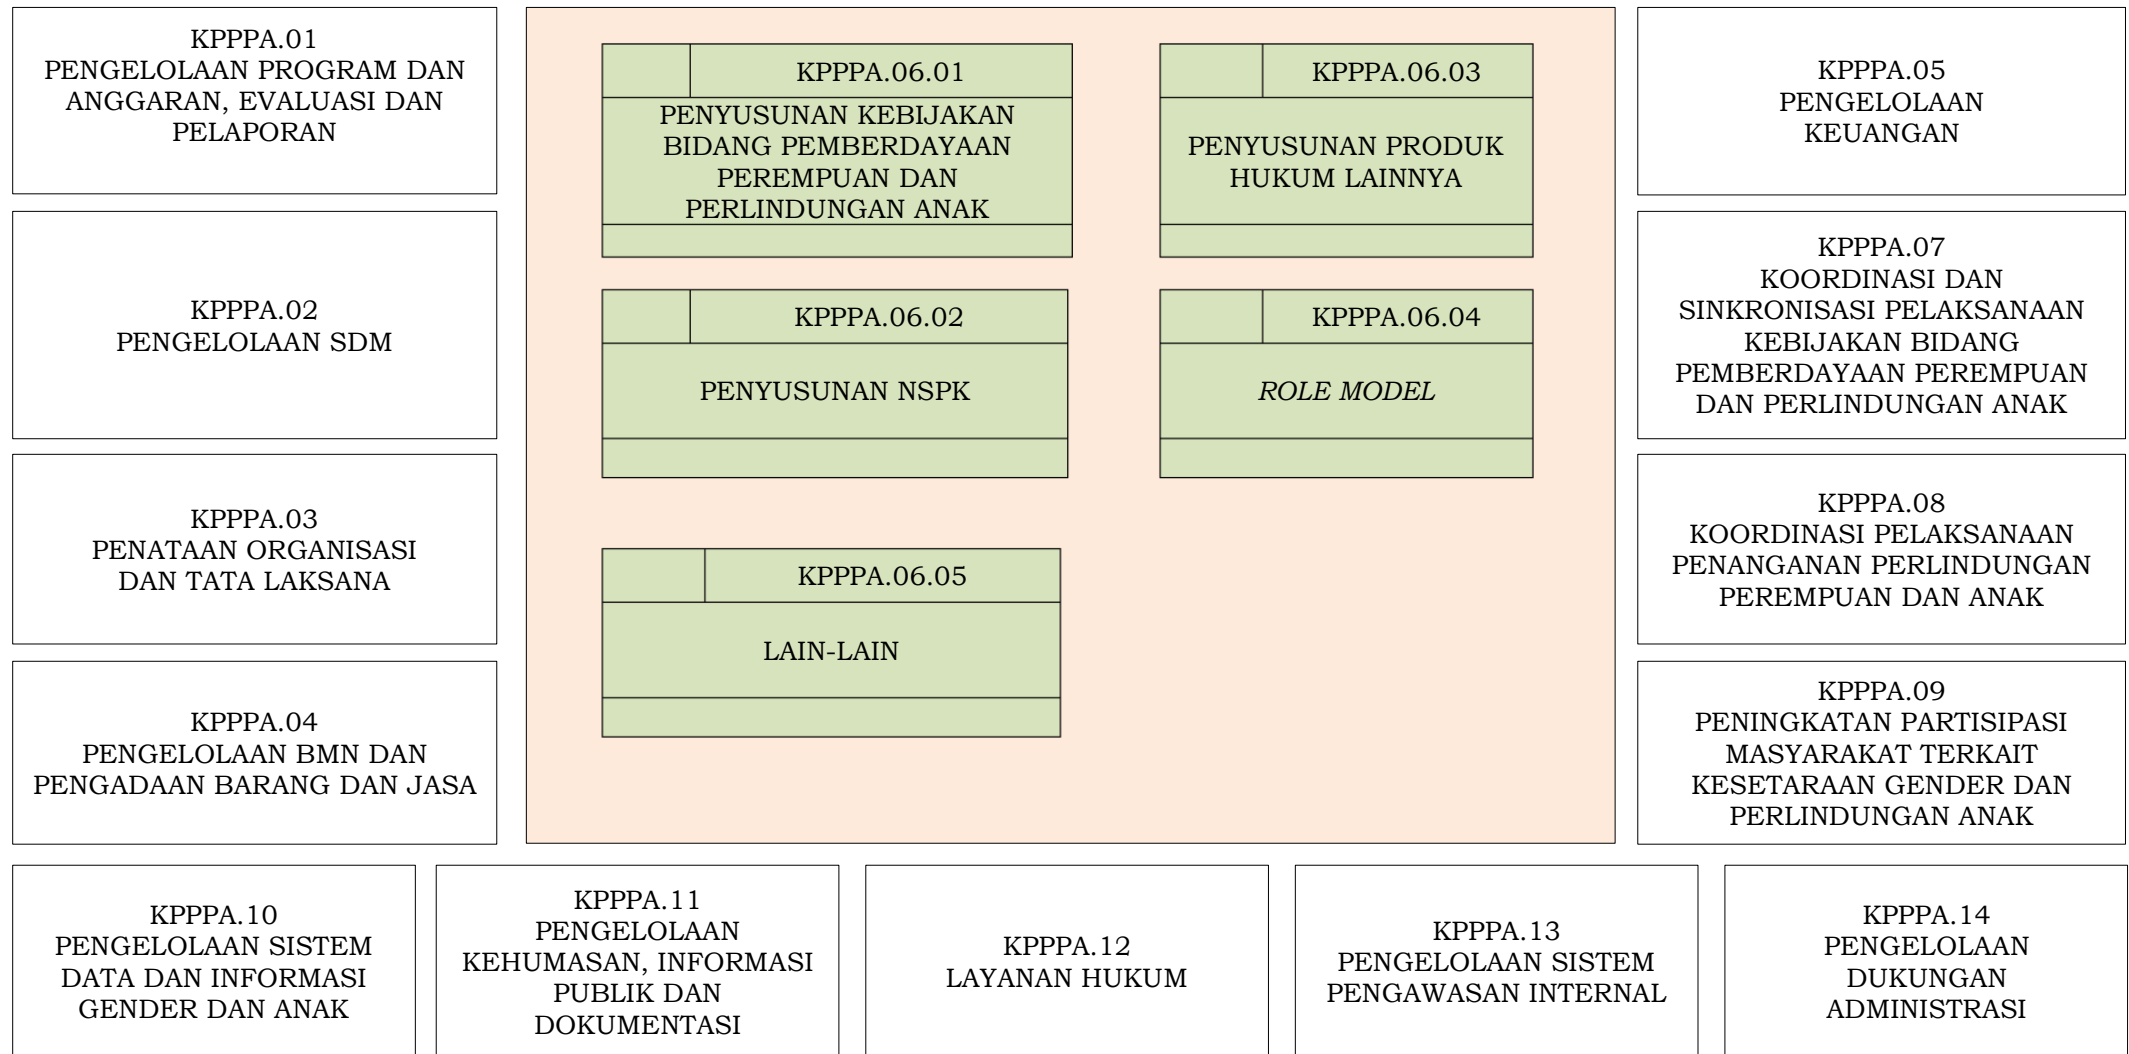 KPPPA.01
PENGELOLAAN PROGRAM DAN
ANGGARAN, EVALUASI DAN
PELAPORAN
KPPPA.02
PENGELOLAAN SDM
KPPPA.03
PENATAAN ORGANISASI
DAN TATA LAKSANA
KPPPA.04
PENGELOLAAN BMN DAN
PENGADAAN BARANG DAN JASA
KPPPA.06.01
PENYUSUNAN KEBIJAKAN
BIDANG PEMBERDAYAAN
PEREMPUAN DAN
PERLINDUNGAN ANAK
KPPPA.06.03
PENYUSUNAN PRODUK
HUKUM LAINNYA
KPPPA.06.02
PENYUSUNAN NSPK
KPPPA.06.04
ROLE MODEL
KPPPA.06.05
LAIN-LAIN
KPPPA.05
PENGELOLAAN
KEUANGAN
KPPPA.07
KOORDINASI DAN
SINKRONISASI PELAKSANAAN
KEBIJAKAN BIDANG
PEMBERDAYAAN PEREMPUAN
DAN PERLINDUNGAN ANAK
KPPPA.08
KOORDINASI PELAKSANAAN
PENANGANAN PERLINDUNGAN
PEREMPUAN DAN ANAK
KPPPA.09
PENINGKATAN PARTISIPASI
MASYARAKAT TERKAIT
KESETARAAN GENDER DAN
PERLINDUNGAN ANAK
KPPPA.10
PENGELOLAAN SISTEM
DATA DAN INFORMASI
GENDER DAN ANAK
KPPPA.11
PENGELOLAAN
KEHUMASAN, INFORMASI
PUBLIK DAN
DOKUMENTASI
KPPPA.12
LAYANAN HUKUM
KPPPA.13
PENGELOLAAN SISTEM
PENGAWASAN INTERNAL
KPPPA.14
PENGELOLAAN
DUKUNGAN
ADMINISTRASI